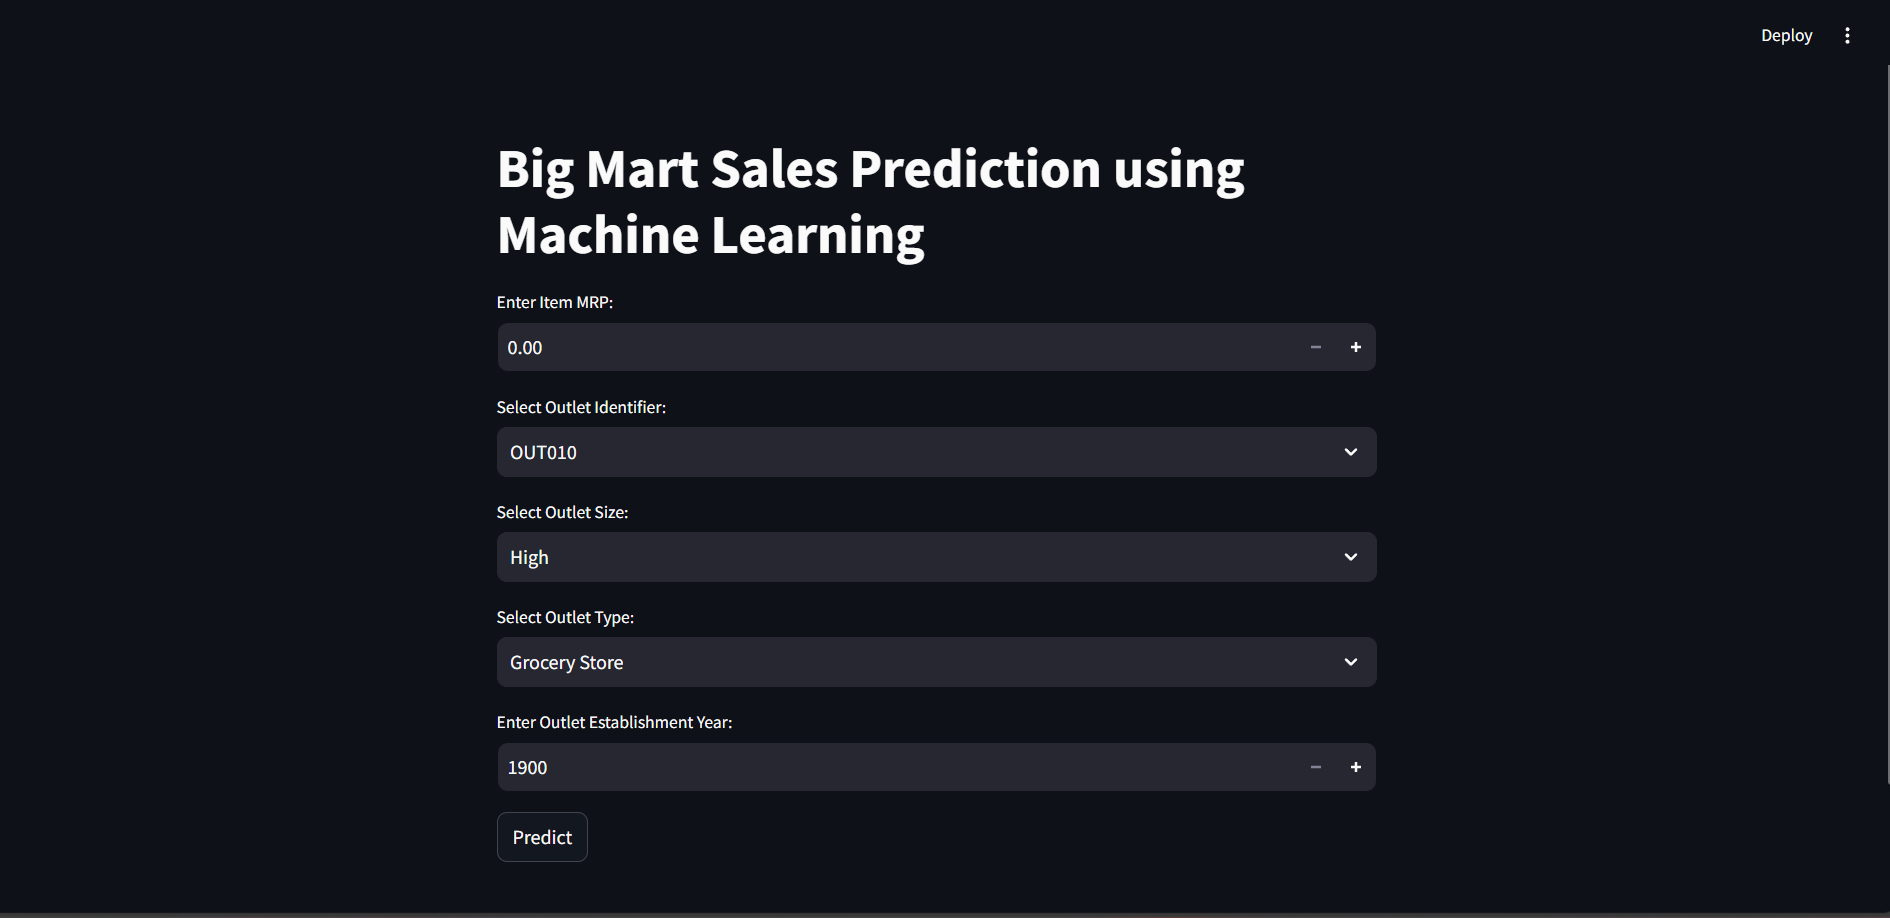 Deploy
Big Mart Sales Prediction using
Machine Learning
Enter Item MRP:
0.00
Select Outlet Identifier:
OUT010
Select Outlet Size:
High
Select Outlet Type:
Grocery Store
Enter Outlet Establishment Year:
1900
Predict